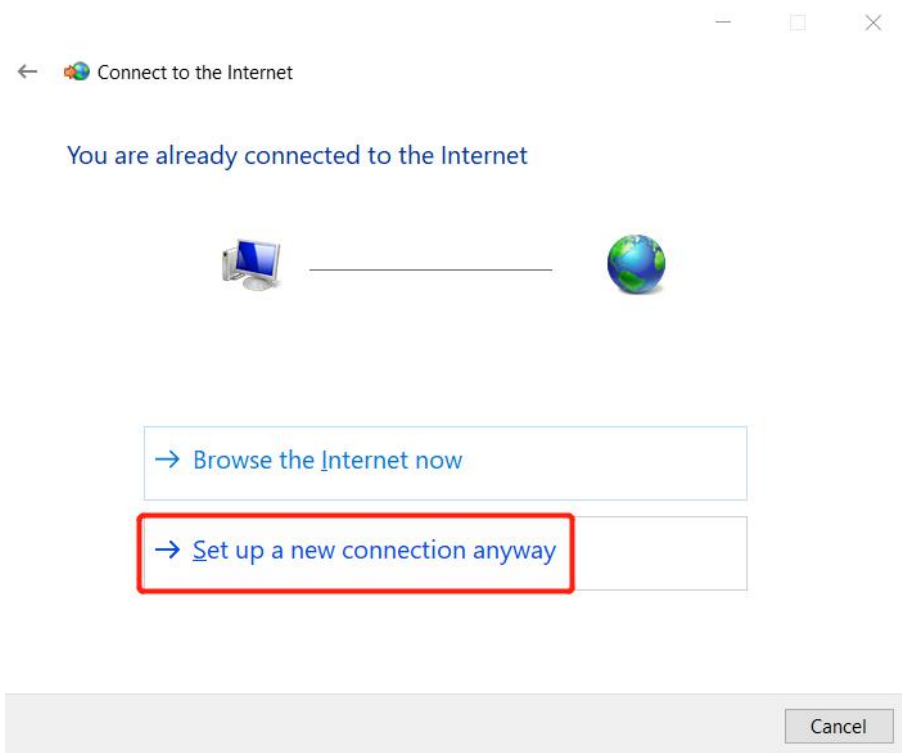 Connect to the Internet
You are already connected to the Internet
Browse the Internet now
Set up a new connection anyway
Cancel